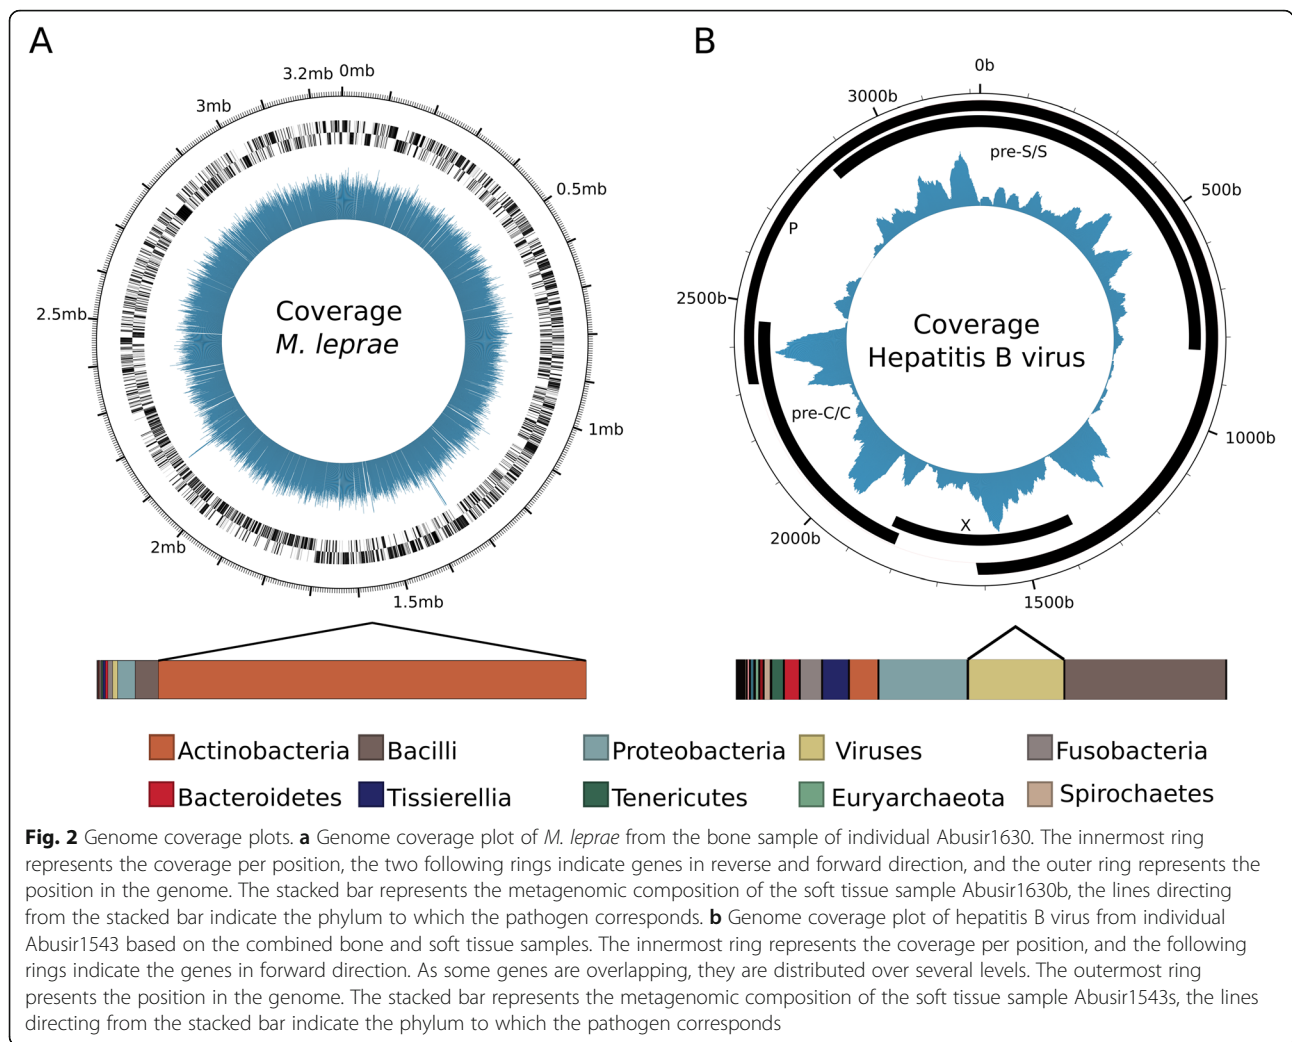 A
3.2mb 0mb
3mb
0.5mb
2.5mb
Coverage
M. leprae
1mb
2mb
1.5mb
B
0b
3000b
pre-S/S
500b
P
2500b
Coverage
Hepatitis B virus
pre-C/C
1000b
X
2000b
1500b
Actinobacteria Bacilli Proteobacteria Viruses Fusobacteria
Bacteroidetes Tissierellia Tenericutes Euryarchaeota Spirochaetes
Fig. 2 Genome coverage plots. a Genome coverage plot of M. leprae from the bone sample of individual Abusir1630. The innermost ring
represents the coverage per position, the two following rings indicate genes in reverse and forward direction, and the outer ring represents the
position in the genome. The stacked bar represents the metagenomic composition of the soft tissue sample Abusir1630b, the lines directing
from the stacked bar indicate the phylum to which the pathogen corresponds. b Genome coverage plot of hepatitis B virus from individual
Abusir1543 based on the combined bone and soft tissue samples. The innermost ring represents the coverage per position, and the following
rings indicate the genes in forward direction. As some genes are overlapping, they are distributed over several levels. The outermost ring
presents the position in the genome. The stacked bar represents the metagenomic composition of the soft tissue sample Abusir1543s, the lines
directing from the stacked bar indicate the phylum to which the pathogen corresponds